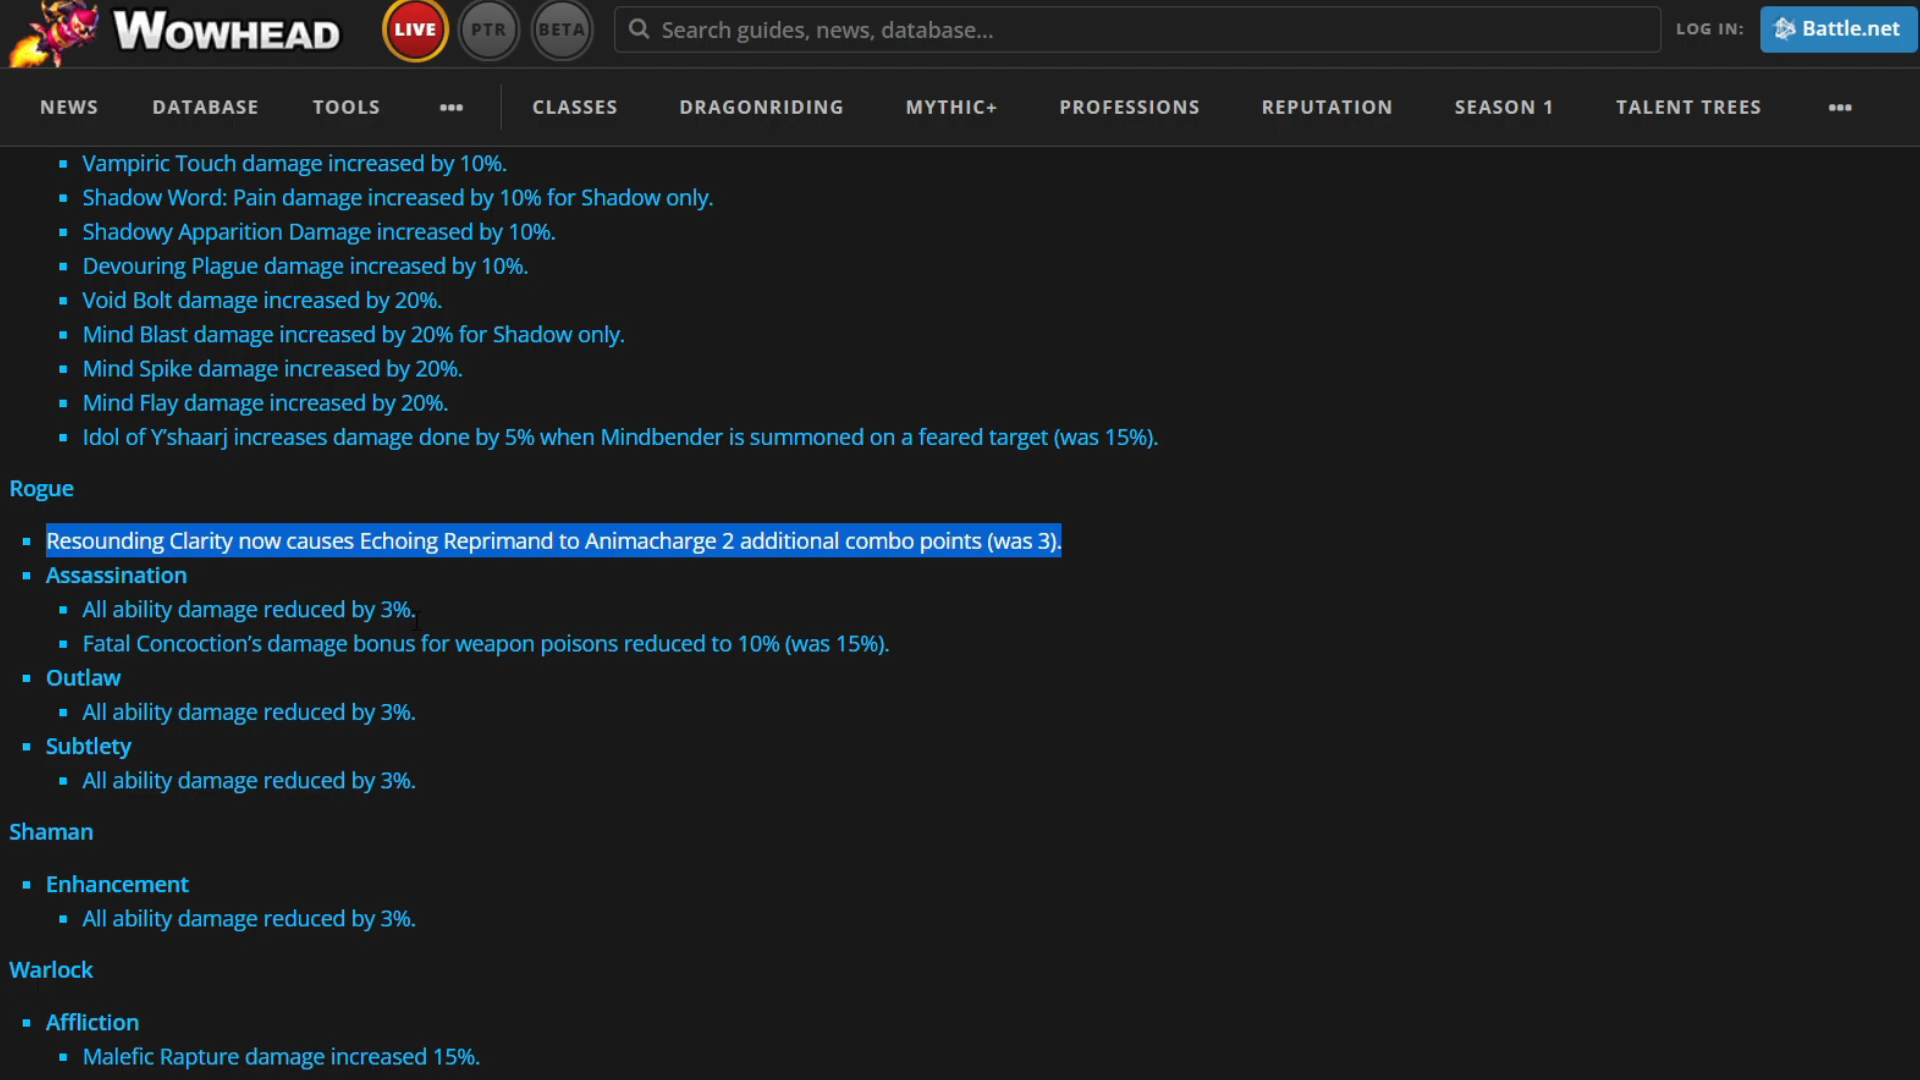 WOWHEAD LIVE PTR BETA Search guides, news, database... LOG IN: Battle.net
NEWS DATABASE TOOLS ••• CLASSES DRAGONRIDING MYTHIC+ PROFESSIONS REPUTATION SEASON 1 TALENT TREES •••
Vampiric Touch damage increased by 10%.
Shadow Word: Pain damage increased by 10% for Shadow only.
Shadowy Apparition Damage increased by 10%.
Devouring Plague damage increased by 10%.
Void Bolt damage increased by 20%.
Mind Blast damage increased by 20% for Shadow only.
Mind Spike damage increased by 20%.
Mind Flay damage increased by 20%.
Idol of Y'shaarj increases damage done by 5% when Mindbender is summoned on a feared target (was 15%).
Rogue
Resounding Clarity now causes Echoing Reprimand to Animacharge 2 additional combo points (was 3).
Assassination
All ability damage reduced by 3%.
Fatal Concoction’s damage bonus for weapon poisons reduced to 10% (was 15%).
Outlaw
All ability damage reduced by 3%.
Subtlety
All ability damage reduced by 3%.
Shaman
Enhancement
All ability damage reduced by 3%.
Warlock
Affliction
Malefic Rapture damage increased 15%.